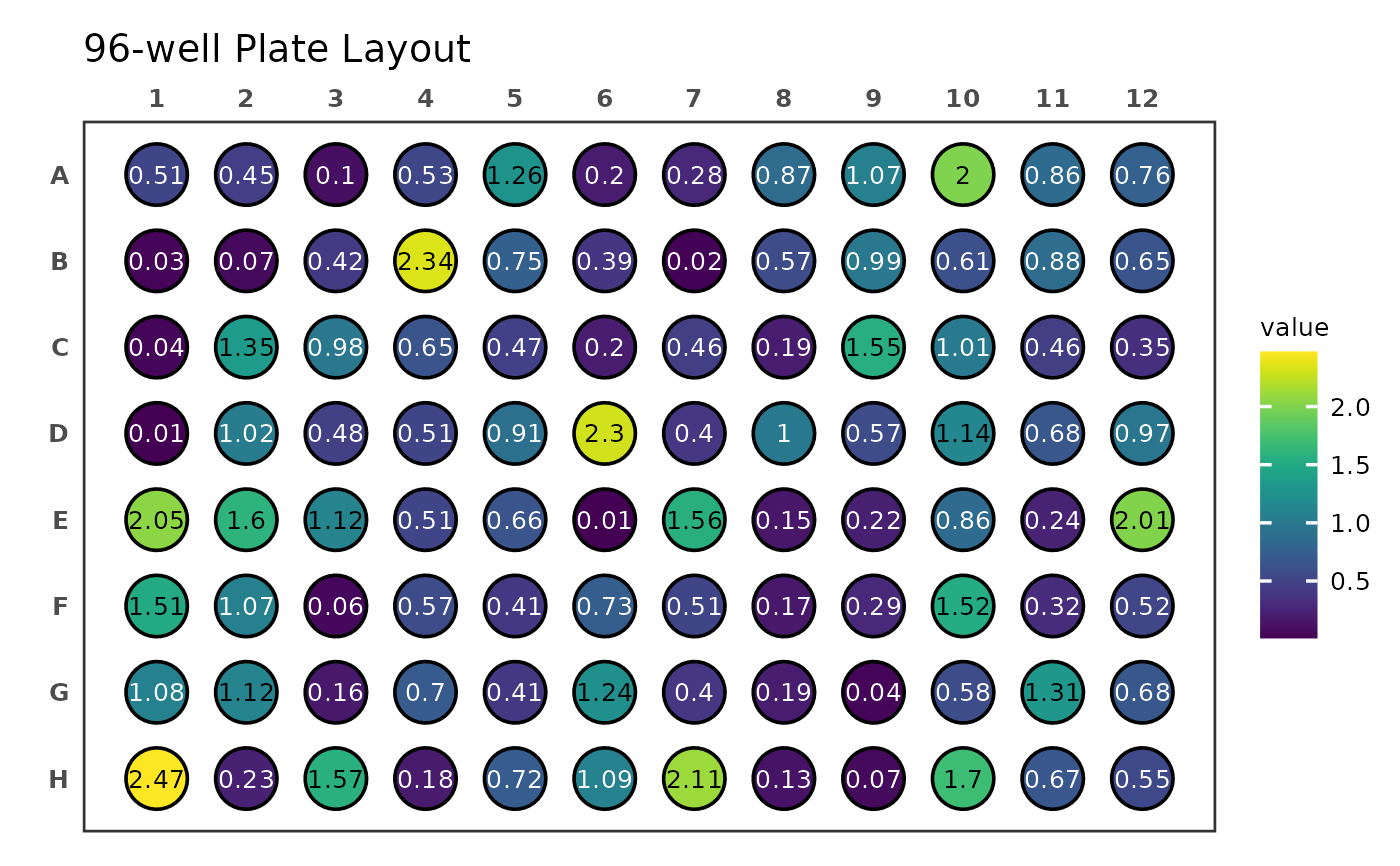 96-well Plate Layout
1 2 3 4 5 6 7 8 9 10 11 12
A 0.51 0.45 0.1 0.53 1.26 0.2 0.28 0.87 1.07 2 0.86 0.76
B 0.03 0.07 0.42 2.34 0.75 0.39 0.02 0.57 0.99 0.61 0.88 0.65
C 0.04 1.35 0.98 0.65 0.47 0.2 0.46 0.19 1.55 1.01 0.46 0.35
D 0.01 1.02 0.48 0.51 0.91 2.3 0.4 1 0.57 1.14 0.68 0.97
E 2.05 1.6 1.12 0.51 0.66 0.01 1.56 0.15 0.22 0.86 0.24 2.01
F 1.51 1.07 0.06 0.57 0.41 0.73 0.51 0.17 0.29 1.52 0.32 0.52
G 1.08 1.12 0.16 0.7 0.41 1.24 0.4 0.19 0.04 0.58 1.31 0.68
H 2.47 0.23 1.57 0.18 0.72 1.09 2.11 0.13 0.07 1.7 0.67 0.55
value
2.0
1.5
1.0
0.5